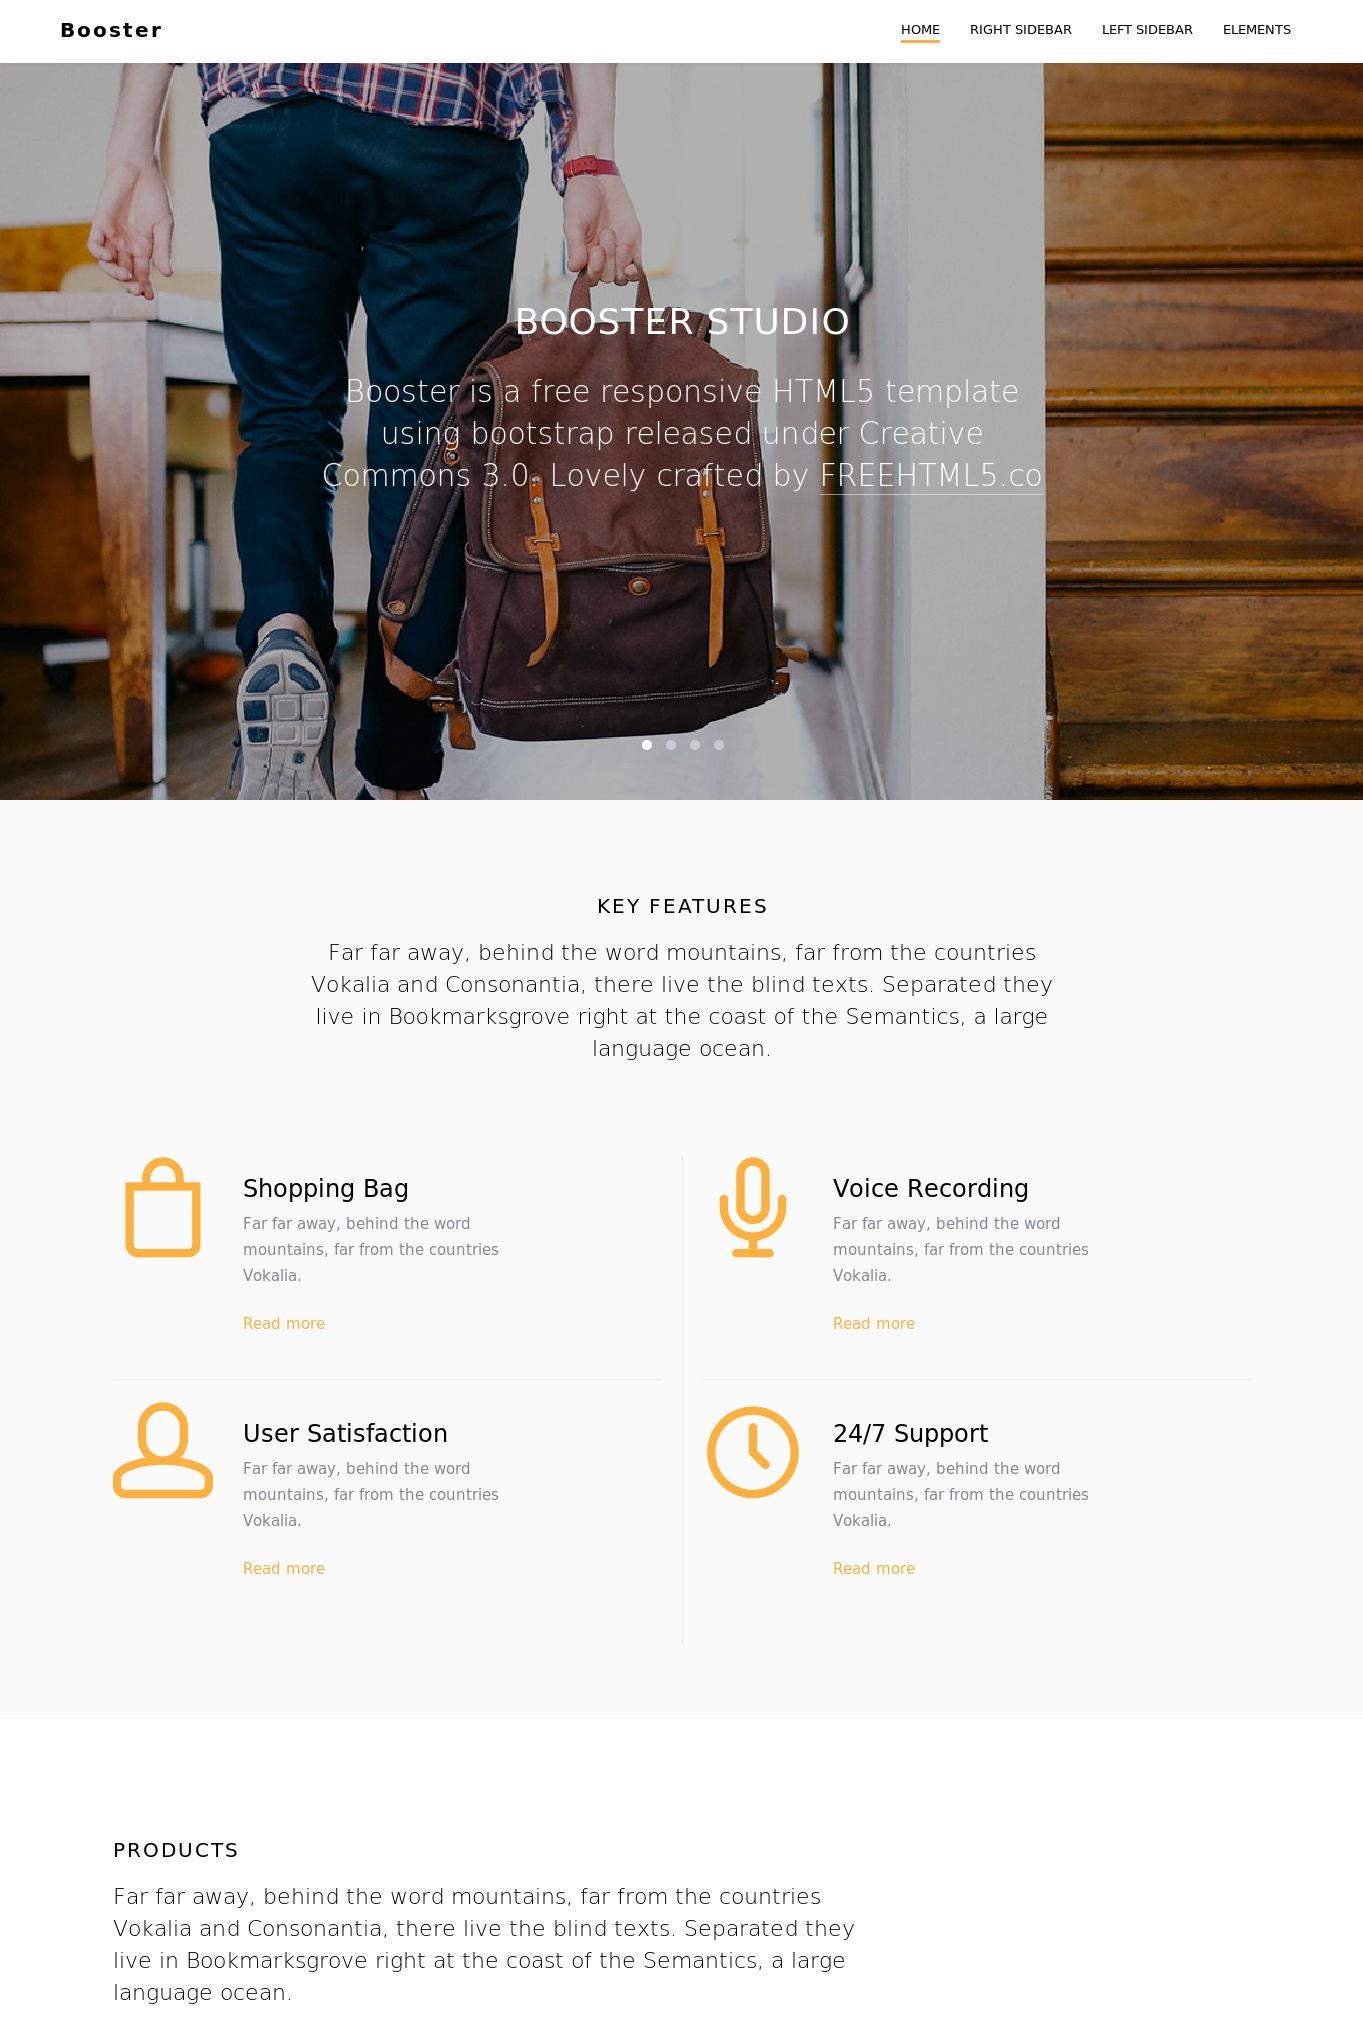 Booster
HOME RIGHT SIDEBAR LEFT SIDEBAR ELEMENTS
BOOSTER STUDIO
Booster is a free responsive HTML5 template
using bootstrap released under Creative
Commons 3.0. Lovely crafted by FREEHTML5.co
KEY FEATURES
Far far away, behind the word mountains, far from the countries
Vokalia and Consonantia, there live the blind texts. Separated they
live in Bookmarksgrove right at the coast of the Semantics, a large
language ocean.
Shopping Bag
Far far away, behind the word
mountains, far from the countries
Vokalia.
Read more
Voice Recording
Far far away, behind the word
mountains, far from the countries
Vokalia.
Read more
User Satisfaction
Far far away, behind the word
mountains, far from the countries
Vokalia.
Read more
24/7 Support
Far far away, behind the word
mountains, far from the countries
Vokalia.
Read more
PRODUCTS
Far far away, behind the word mountains, far from the countries
Vokalia and Consonantia, there live the blind texts. Separated they
live in Bookmarksgrove right at the coast of the Semantics, a large
language ocean.